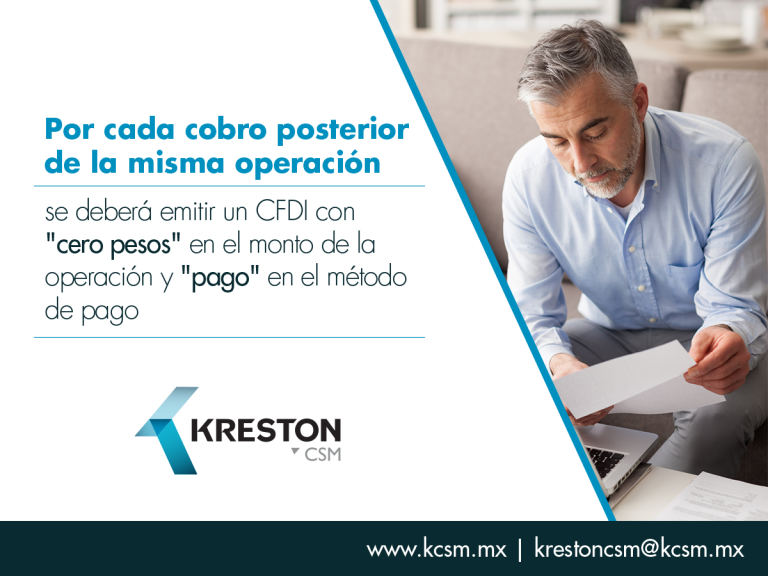 Por cada cobro posterior
de la misma operación
se deberá emitir un CFDI con
"cero pesos" en el monto de la
operación y "pago" en el método
de pago
KRESTON
CSM
www.kcsm.mx | krestoncsm@kcsm.mx